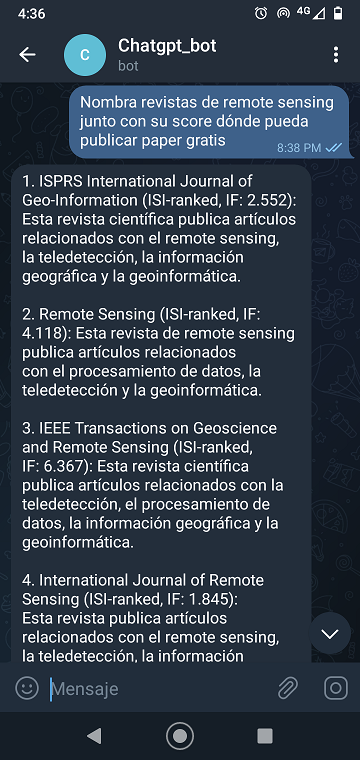 4:36
4G
C
Chatgpt_bot
bot
Nombra revistas de remote sensing
junto con su score dónde pueda
publicar paper gratis
8:38 PM
1. ISPRS International Journal of
Geo-Information (ISI-ranked, IF: 2.552):
Esta revista científica publica artículos
relacionados con el remote sensing,
la teledetección, la información
geográfica y la geoinformática.
2. Remote Sensing (ISI-ranked, IF:
4.118): Esta revista de remote sensing
publica artículos relacionados
con el procesamiento de datos, la
teledetección y la geoinformática.
3. IEEE Transactions on Geoscience
and Remote Sensing (ISI-ranked,
IF: 6.367): Esta revista científica
publica artículos relacionados con la
teledetección, el procesamiento de
datos, la información geográfica y la
geoinformática.
4. International Journal of Remote
Sensing (ISI-ranked, IF: 1.845):
Esta revista publica artículos
relacionados con el remote sensing,
la teledetección, la información
Mensaje